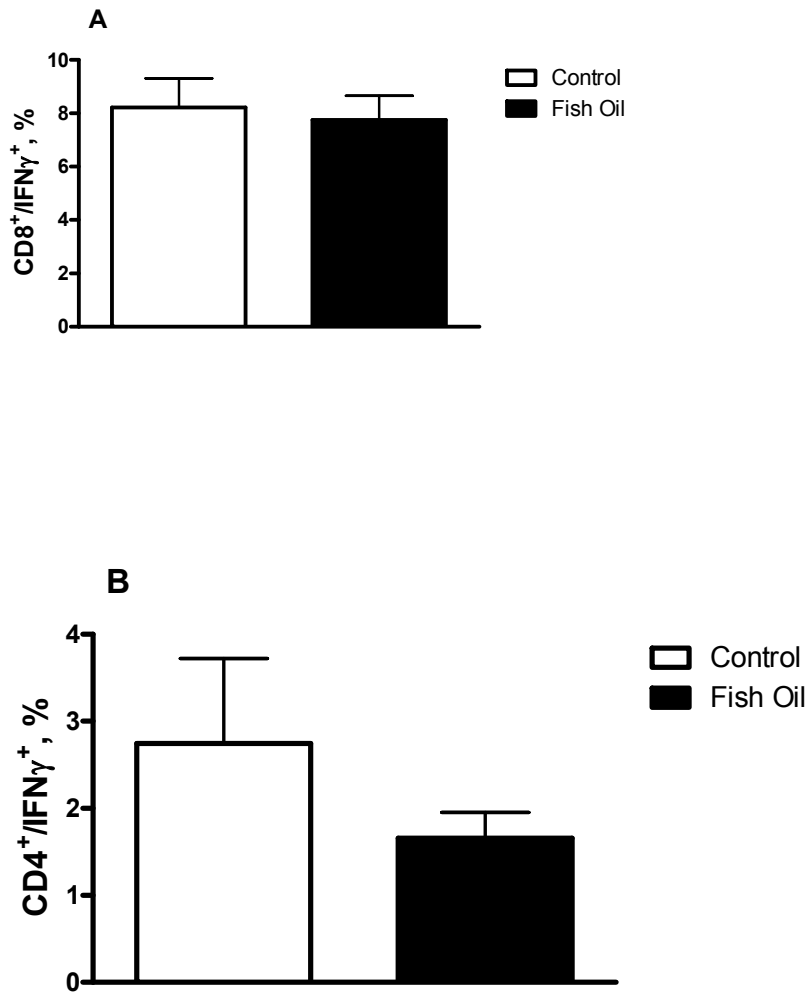 A
10
8
6
4
2
0
CD8⁺/IFNγ⁺, %
Control
Fish Oil
B
4
3
2
1
0
CD4⁺/IFNγ⁺, %
Control
Fish Oil